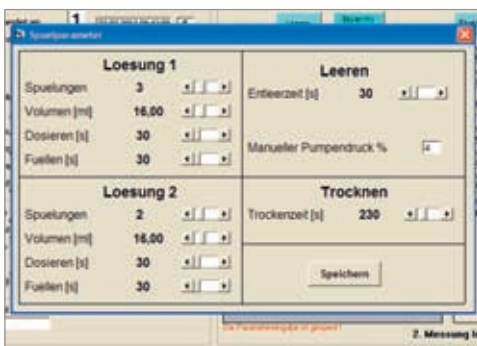 Spuelparameter
Loesung 1
Spuelungen 3
Volumen [ml] 16,00
Dosieren [s] 30
Fuellen [s] 30
Loesung 2
Spuelungen 2
Volumen [ml] 16,00
Dosieren [s] 30
Fuellen [s] 30
Leeren
Entleerzeit [s] 30
Manueller Pumpendruck % 4
Trocknen
Trockenzeit [s] 230
Speichern
2. Messung